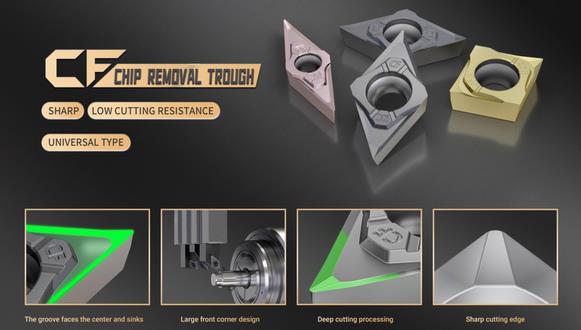 CF CHIP REMOVAL TROUGH
SHARP
LOW CUTTING RESISTANCE
UNIVERSAL TYPE
CF
The groove faces the center and sinks
Large front corner design
Deep cutting processing
Sharp cutting edge